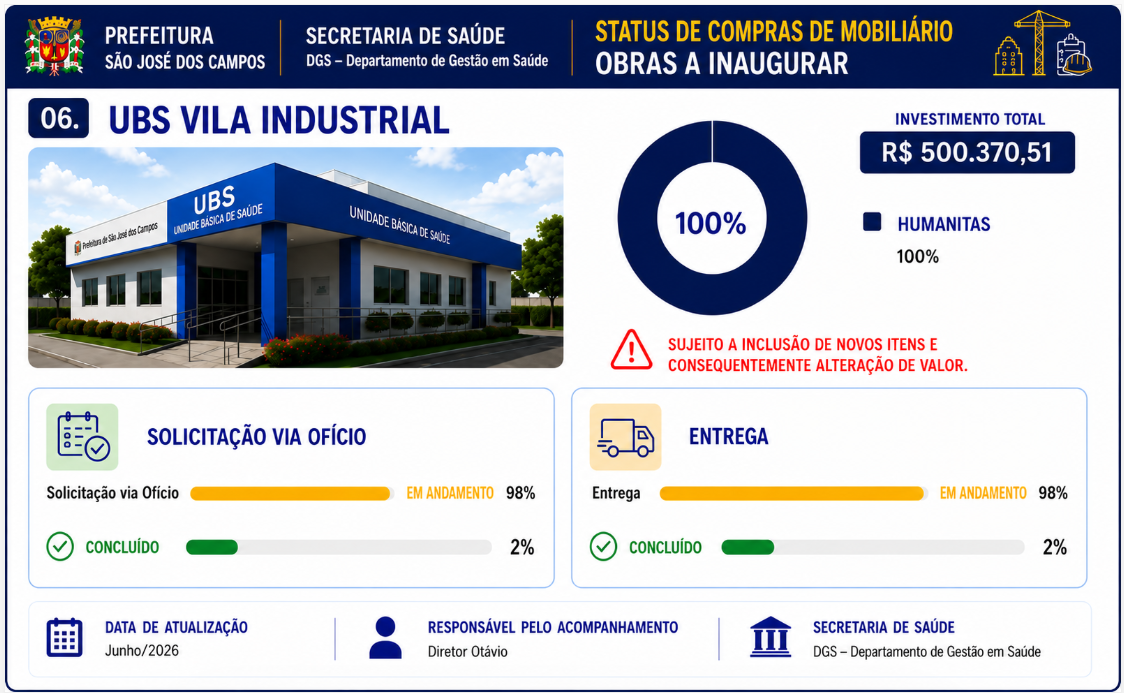 PREFEITURA
SÃO JOSÉ DOS CAMPOS
SECRETARIA DE SAÚDE
DGS – Departamento de Gestão em Saúde
STATUS DE COMPRAS DE MOBILIÁRIO
OBRAS A INAUGURAR
06. UBS VILA INDUSTRIAL
Prefeitura de São José dos Campos
UBS
UNIDADE BÁSICA DE SAÚDE
UNIDADE BÁSICA DE SAÚDE
100%
INVESTIMENTO TOTAL
R$ 500.370,51
HUMANITAS
100%
SUJEITO A INCLUSÃO DE NOVOS ITENS E
CONSEQUENTEMENTE ALTERAÇÃO DE VALOR.
SOLICITAÇÃO VIA OFÍCIO
Solicitação via Ofício EM ANDAMENTO 98%
CONCLUÍDO 2%
ENTREGA
Entrega EM ANDAMENTO 98%
CONCLUÍDO 2%
DATA DE ATUALIZAÇÃO
Junho/2026
RESPONSÁVEL PELO ACOMPANHAMENTO
Diretor Otávio
SECRETARIA DE SAÚDE
DGS – Departamento de Gestão em Saúde